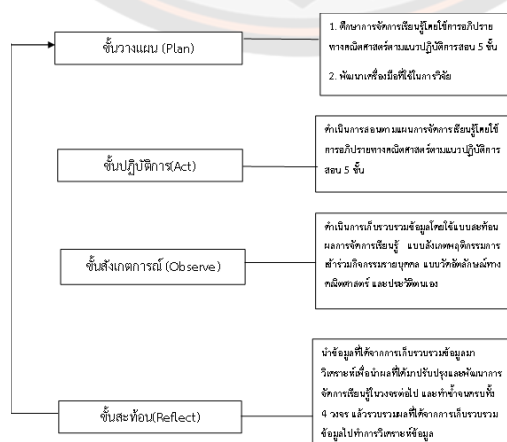 ขั้นวางแผน (Plan)
1. ศึกษาการจัดการเรียนรู้โดยใช้การอภิปราย
ทางคณิตศาสตร์ตามแนวปฏิบัติการสอน 5 ขั้น
2. พัฒนาเครื่องมือที่ใช้ในการวิจัย
ขั้นปฏิบัติการ(Act)
ดำเนินการสอนตามแผนการจัดการเรียนรู้โดยใช้
การอภิปรายทางคณิตศาสตร์ตามแนวปฏิบัติการ
สอน 5 ขั้น
ขั้นสังเกตการณ์ (Observe)
ดำเนินการเก็บรวบรวมข้อมูลโดยใช้แบบสะท้อน
ผลการจัดการเรียนรู้ แบบสังเกตพฤติกรรมการ
เข้าร่วมกิจกรรมรายบุคคล แบบวัดอัตลักษณ์ทาง
คณิตศาสตร์ และประวัติตนเอง
ขั้นสะท้อน(Reflect)
นำข้อมูลที่ได้จากการเก็บรวบรวมข้อมูลมา
วิเคราะห์เพื่อนำผลที่ได้มาปรับปรุงและพัฒนาการ
จัดการเรียนรู้ในวงจรต่อไป และทำซ้ำจนครบทั้ง
4 วงจร แล้วรวบรวมผลที่ได้จากการเก็บรวบรวม
ข้อมูลไปทำการวิเคราะห์ข้อมูล